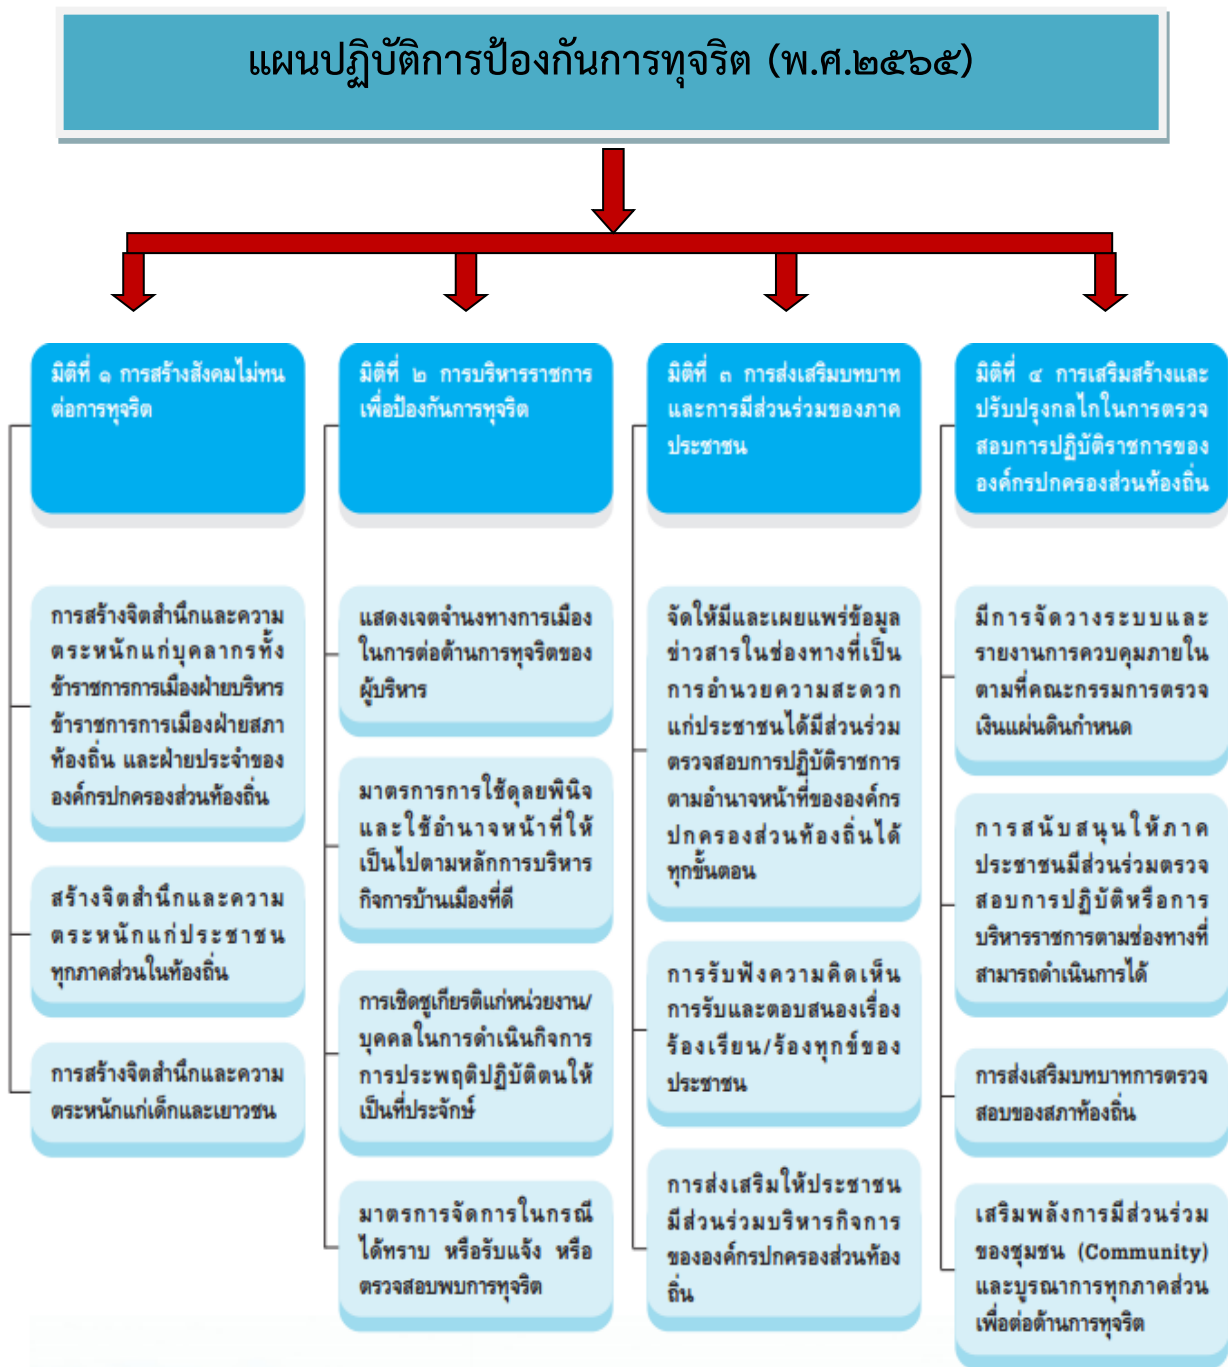 แผนปฏิบัติการป้องกันการทุจริต (พ.ศ.๒๕๖๕)
มิติที่ ๑ การสร้างสังคมไม่ทน
ต่อการทุจริต
การสร้างจิตสำนึกและความ
ตระหนักแก่บุคลากรทั้ง
ข้าราชการการเมืองฝ่ายบริหาร
ข้าราชการการเมืองฝ่ายสภา
ท้องถิ่น และฝ่ายประจำของ
องค์กรปกครองส่วนท้องถิ่น
สร้างจิตสำนึกและความ
ตระหนักแก่ประชาชน
ทุกภาคส่วนในท้องถิ่น
การสร้างจิตสำนึกและความ
ตระหนักแก่เด็กและเยาวชน
มิติที่ ๒ การบริหารราชการ
เพื่อป้องกันการทุจริต
แสดงเจตจำนงทางการเมือง
ในการต่อต้านการทุจริตของ
ผู้บริหาร
มาตรการการใช้ดุลยพินิจ
และใช้อำนาจหน้าที่ให้
เป็นไปตามหลักการบริหาร
กิจการบ้านเมืองที่ดี
การเชิดชูเกียรติแก่หน่วยงาน/
บุคคลในการดำเนินกิจการ
การประพฤติปฏิบัติตนให้
เป็นที่ประจักษ์
มาตรการจัดการในกรณี
ได้ทราบ หรือรับแจ้ง หรือ
ตรวจสอบพบการทุจริต
มิติที่ ๓ การส่งเสริมบทบาท
และการมีส่วนร่วมของภาค
ประชาชน
จัดให้มีและเผยแพร่ข้อมูล
ข่าวสารในช่องทางที่เป็น
การอำนวยความสะดวก
แก่ประชาชนได้มีส่วนร่วม
ตรวจสอบการปฏิบัติราชการ
ตามอำนาจหน้าที่ขององค์กร
ปกครองส่วนท้องถิ่นได้
ทุกขั้นตอน
การรับฟังความคิดเห็น
การรับและตอบสนองเรื่อง
ร้องเรียน/ร้องทุกข์ของ
ประชาชน
การส่งเสริมให้ประชาชน
มีส่วนร่วมบริหารกิจการ
ขององค์กรปกครองส่วนท้อง
ถิ่น
มิติที่ ๔ การเสริมสร้างและ
ปรับปรุงกลไกในการตรวจ
สอบการปฏิบัติราชการของ
องค์กรปกครองส่วนท้องถิ่น
มีการจัดวางระบบและ
รายงานการควบคุมภายใน
ตามที่คณะกรรมการตรวจ
เงินแผ่นดินกำหนด
การสนับสนุนให้ภาค
ประชาชนมีส่วนร่วมตรวจ
สอบการปฏิบัติหรือการ
บริหารราชการตามช่องทางที่
สามารถดำเนินการได้
การส่งเสริมบทบาทการตรวจ
สอบของสภาท้องถิ่น
เสริมพลังการมีส่วนร่วม
ของชุมชน (Community)
และบูรณาการทุกภาคส่วน
เพื่อต่อต้านการทุจริต